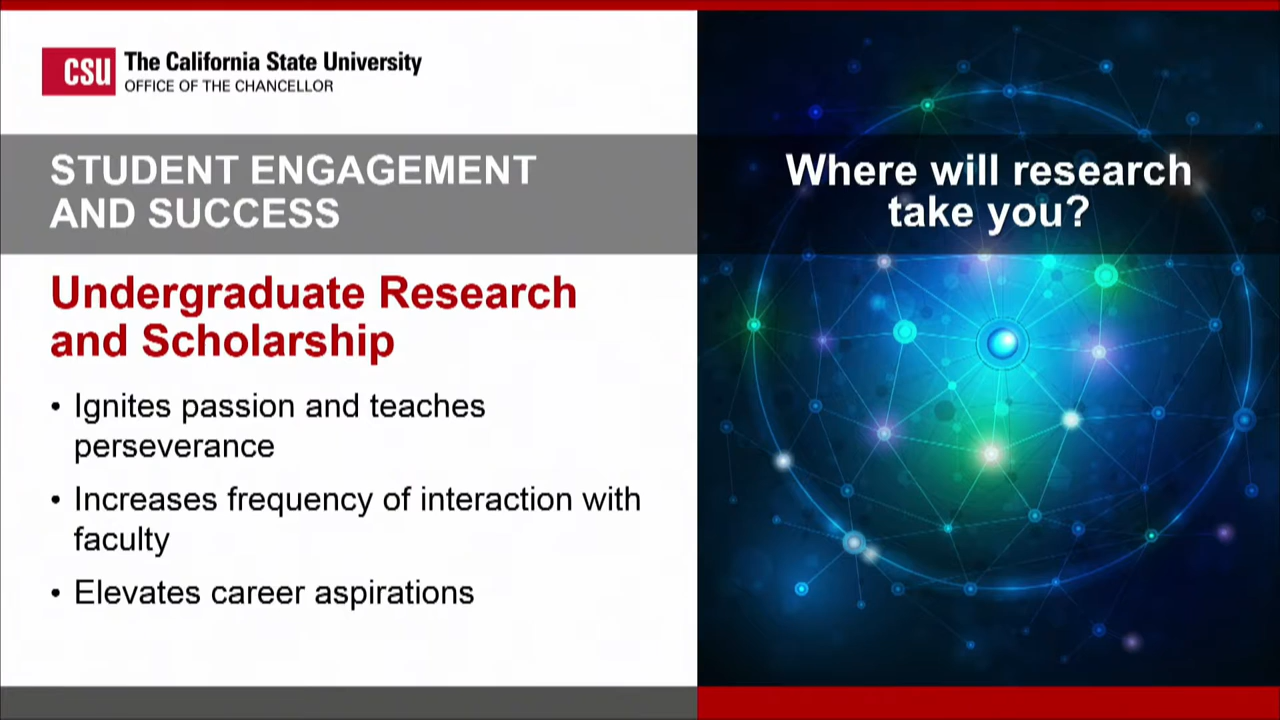 CSU The California State University
OFFICE OF THE CHANCELLOR
STUDENT ENGAGEMENT
AND SUCCESS
Undergraduate Research
and Scholarship
• Ignites passion and teaches
perseverance
• Increases frequency of interaction with
faculty
• Elevates career aspirations
Where will research
take you?